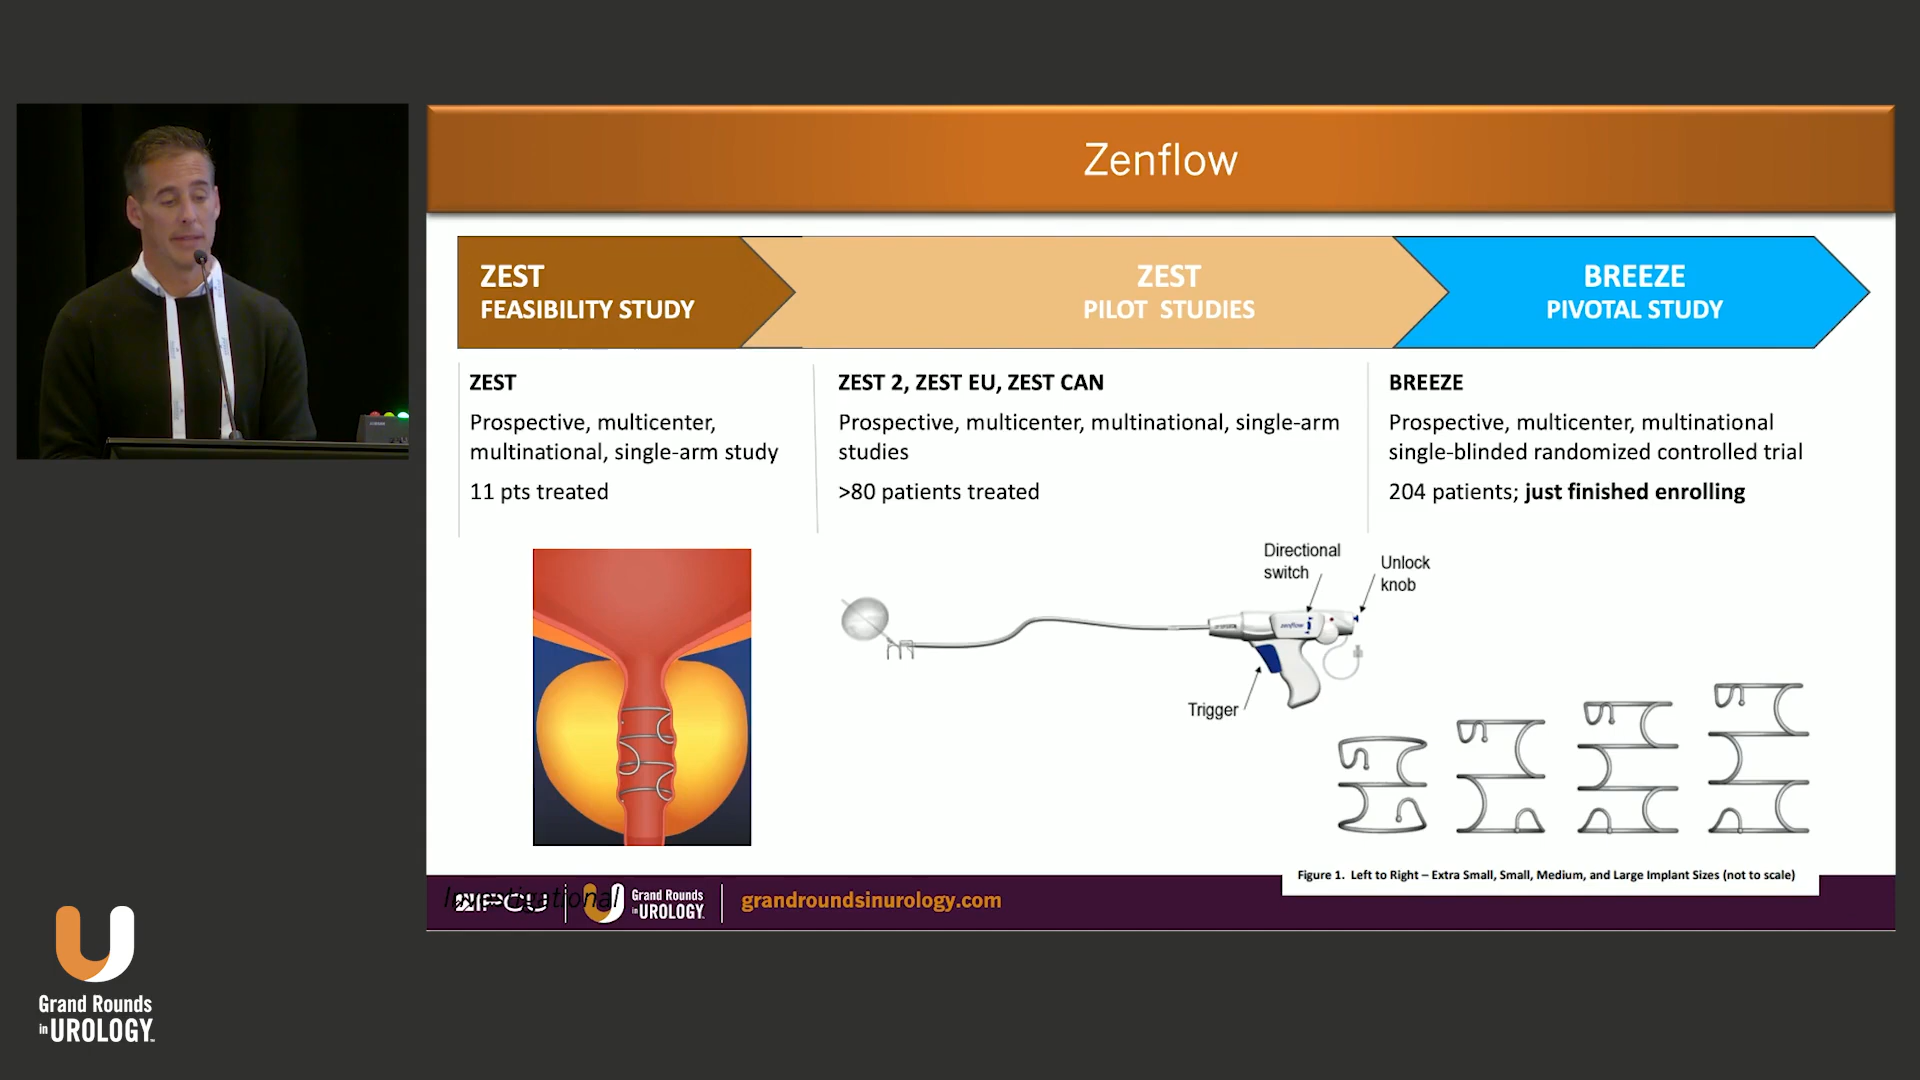 Zenflow
ZEST
FEASIBILITY STUDY
ZEST
PILOT  STUDIES
BREEZE
PIVOTAL STUDY
ZEST
Prospective, multicenter,
multinational, single-arm study
11 pts treated
ZEST 2, ZEST EU, ZEST CAN
Prospective, multicenter, multinational, single-arm
studies
>80 patients treated
BREEZE
Prospective, multicenter, multinational
single-blinded randomized controlled trial
204 patients; just finished enrolling
Directional
switch
Unlock
knob
zenflow
Trigger
Figure 1.  Left to Right – Extra Small, Small, Medium, and Large Implant Sizes (not to scale)
Investigational
Grand Rounds
in UROLOGY
grandroundsinurology.com
Grand Rounds
in UROLOGY™